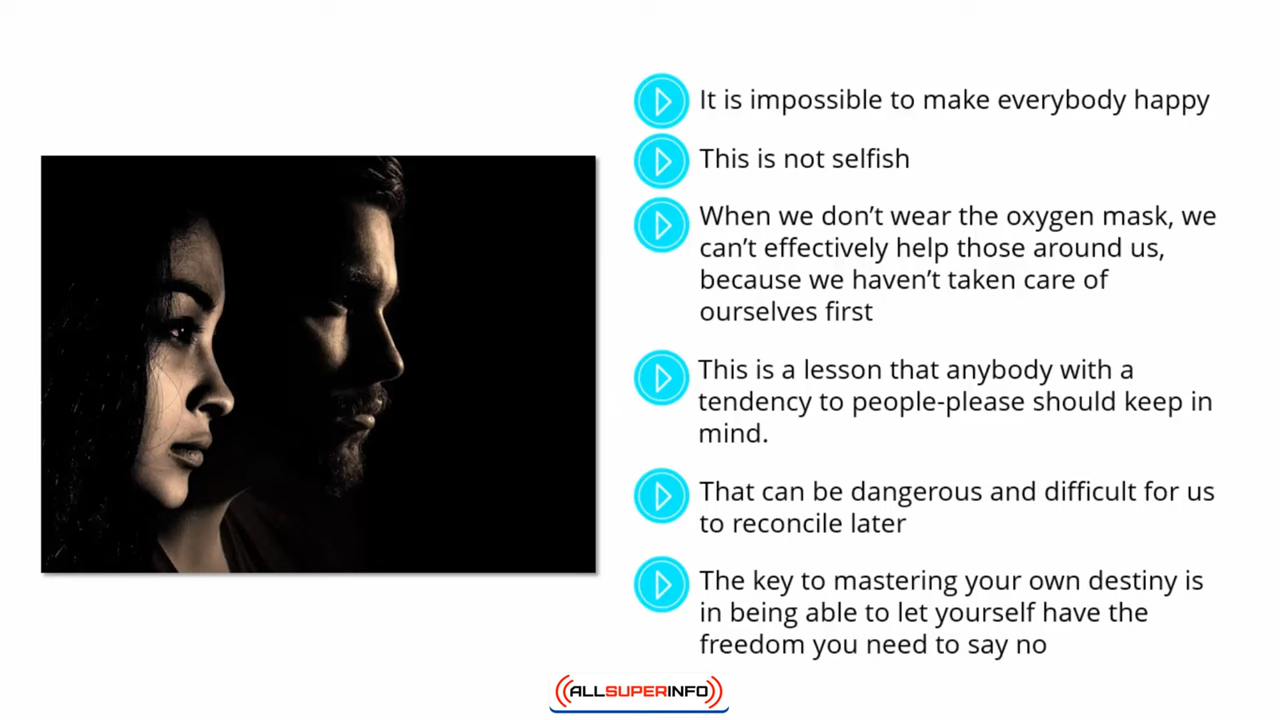 It is impossible to make everybody happy
This is not selfish
When we don’t wear the oxygen mask, we
can’t effectively help those around us,
because we haven’t taken care of
ourselves first
This is a lesson that anybody with a
tendency to people-please should keep in
mind.
That can be dangerous and difficult for us
to reconcile later
The key to mastering your own destiny is
in being able to let yourself have the
freedom you need to say no
ALLSUPERINFO